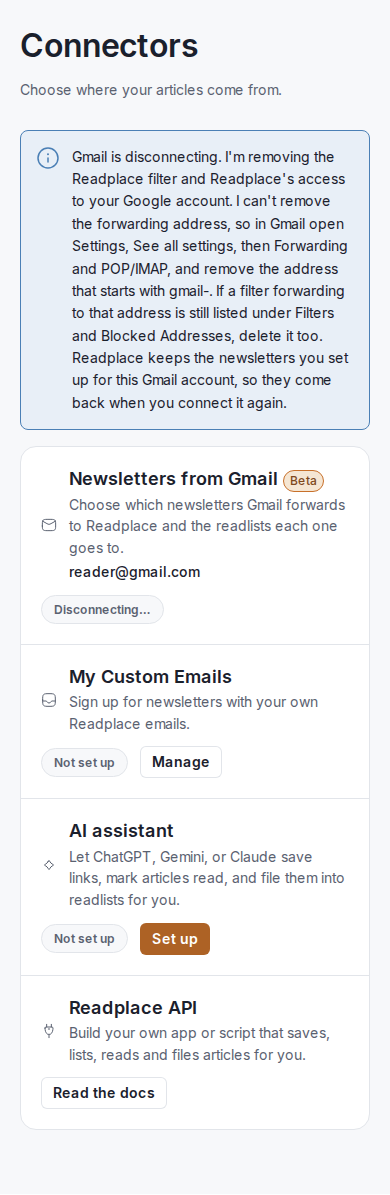 Connectors
Choose where your articles come from.
Gmail is disconnecting. I'm removing the
Readplace filter and Readplace's access
to your Google account. I can't remove
the forwarding address, so in Gmail open
Settings, See all settings, then Forwarding
and POP/IMAP, and remove the address
that starts with gmail-. If a filter forwarding
to that address is still listed under Filters
and Blocked Addresses, delete it too.
Readplace keeps the newsletters you set
up for this Gmail account, so they come
back when you connect it again.
Newsletters from Gmail Beta
Choose which newsletters Gmail forwards
to Readplace and the readlists each one
goes to.
reader@gmail.com
Disconnecting...
My Custom Emails
Sign up for newsletters with your own
Readplace emails.
Not set up Manage
AI assistant
Let ChatGPT, Gemini, or Claude save
links, mark articles read, and file them into
readlists for you.
Not set up Set up
Readplace API
Build your own app or script that saves,
lists, reads and files articles for you.
Read the docs